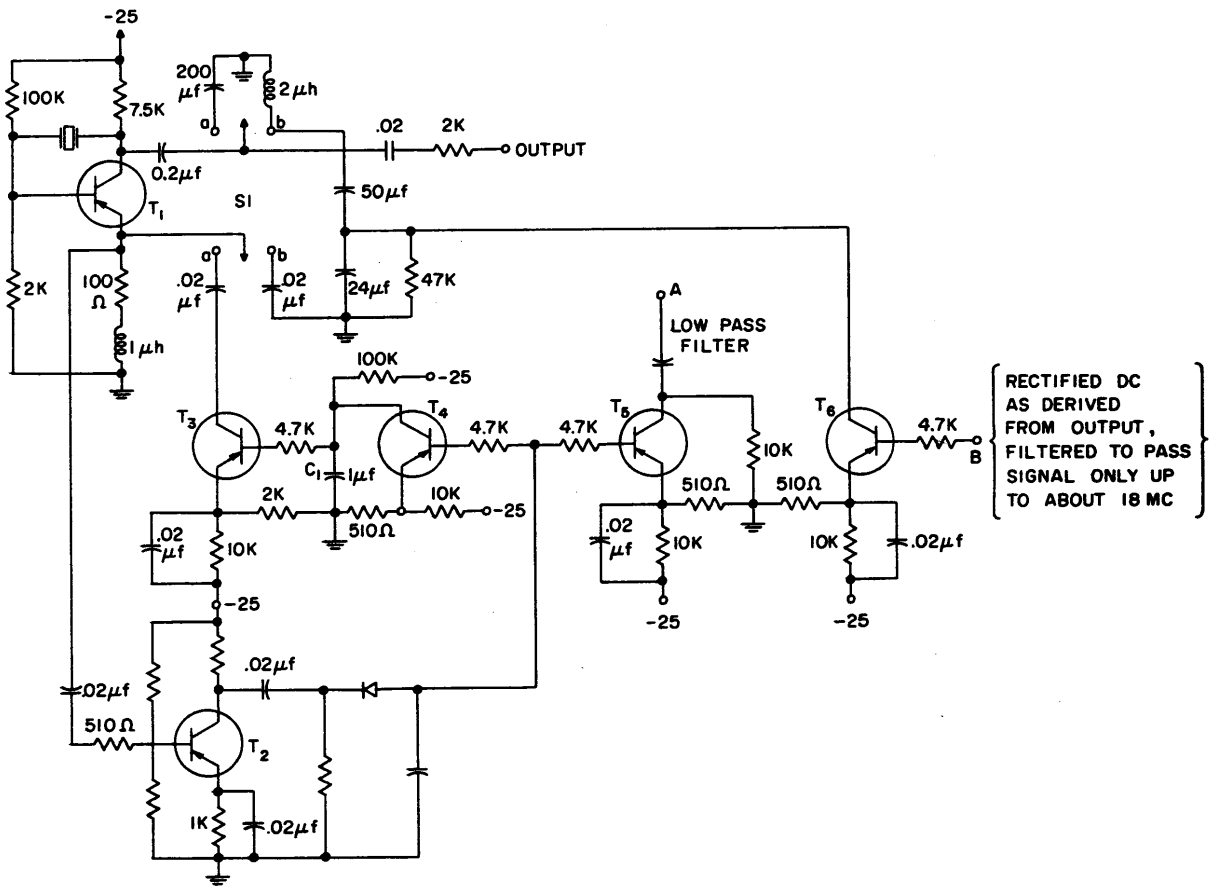 -25
100K
7.5K
200
μf
2μh
a
b
.02
2K
OUTPUT
0.2μf
T1
S1
50μf
a
b
2K
100
Ω
.02
μf
.02
μf
24μf
47K
1μh
A
LOW PASS
FILTER
100K
-25
T3
4.7K
T4
4.7K
4.7K
T5
T6
4.7K
B
RECTIFIED DC
AS DERIVED
FROM OUTPUT,
FILTERED TO PASS
SIGNAL ONLY UP
TO ABOUT 18 MC
C1
1μf
10K
2K
510Ω
10K
-25
510Ω
510Ω
.02
μf
10K
.02
μf
10K
10K
.02μf
-25
-25
-25
.02μf
.02μf
510Ω
T2
1K
.02μf